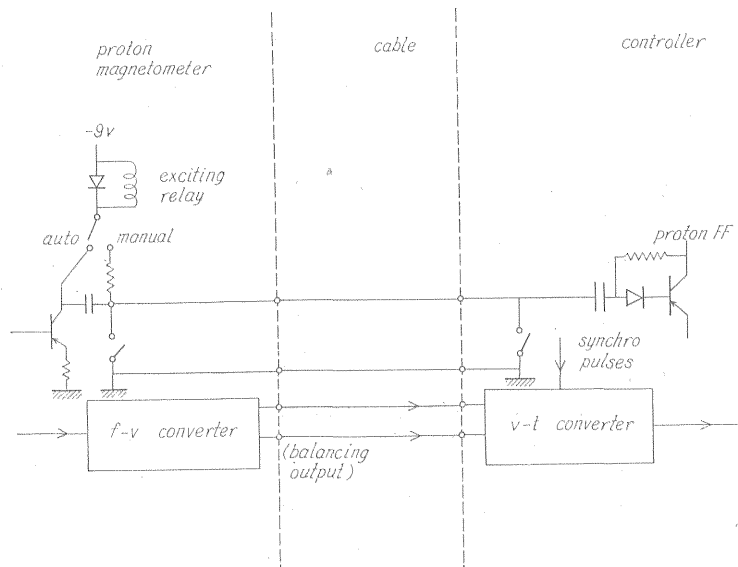 proton
magnetometer
cable
controller
-9v
exciting
relay
auto
manual
proton FF
synchro
pulses
f-v converter
(balancing
output)
v-t converter